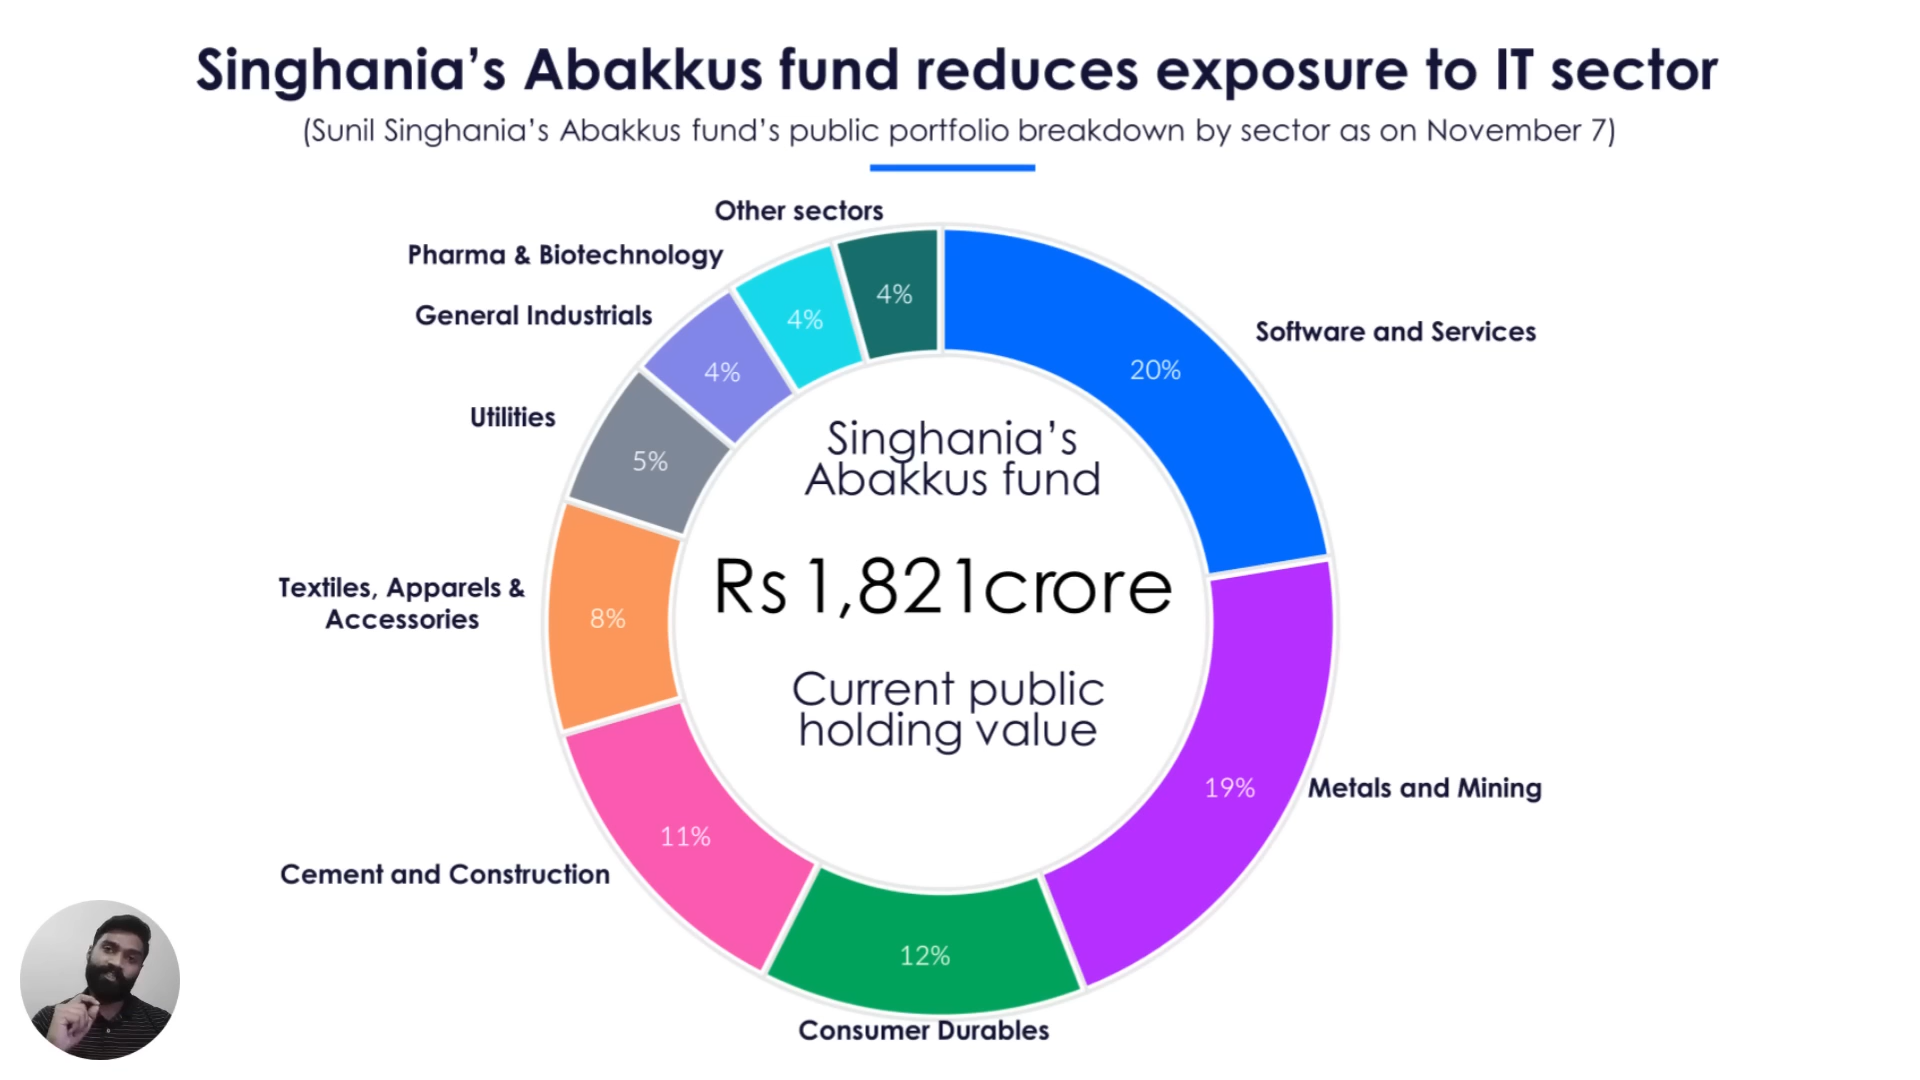 Singhania’s Abakkus fund reduces exposure to IT sector
(Sunil Singhania’s Abakkus fund’s public portfolio breakdown by sector as on November 7)
Other sectors
4%
Pharma & Biotechnology
4%
General Industrials
4%
Utilities
5%
Textiles, Apparels &
Accessories
8%
Cement and Construction
11%
Consumer Durables
12%
Metals and Mining
19%
Software and Services
20%
Singhania’s
Abakkus fund
Rs 1,821crore
Current public
holding value